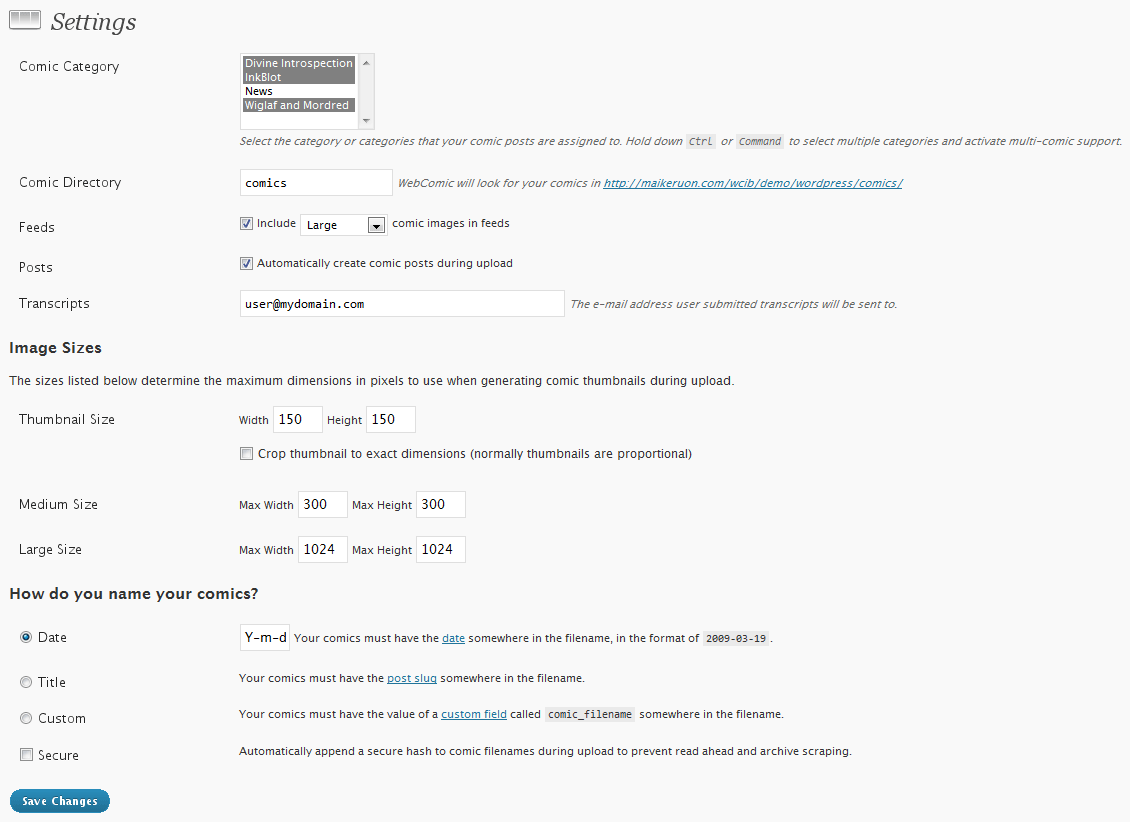 Settings
Comic Category
Divine Introspection
InkBlot
News
Wiglaf and Mordred
Select the category or categories that your comic posts are assigned to. Hold down Ctrl or Command to select multiple categories and activate multi-comic support.
Comic Directory comics WebComic will look for your comics in http://maikeruon.com/wcib/demo/wordpress/comics/
Feeds Include Large comic images in feeds
Posts Automatically create comic posts during upload
Transcripts user@mydomain.com The e-mail address user submitted transcripts will be sent to.
Image Sizes
The sizes listed below determine the maximum dimensions in pixels to use when generating comic thumbnails during upload.
Thumbnail Size Width 150 Height 150
Crop thumbnail to exact dimensions (normally thumbnails are proportional)
Medium Size Max Width 300 Max Height 300
Large Size Max Width 1024 Max Height 1024
How do you name your comics?
Date Y-m-d Your comics must have the date somewhere in the filename, in the format of 2009-03-19 .
Title Your comics must have the post slug somewhere in the filename.
Custom Your comics must have the value of a custom field called comic_filename somewhere in the filename.
Secure Automatically append a secure hash to comic filenames during upload to prevent read ahead and archive scraping.
Save Changes